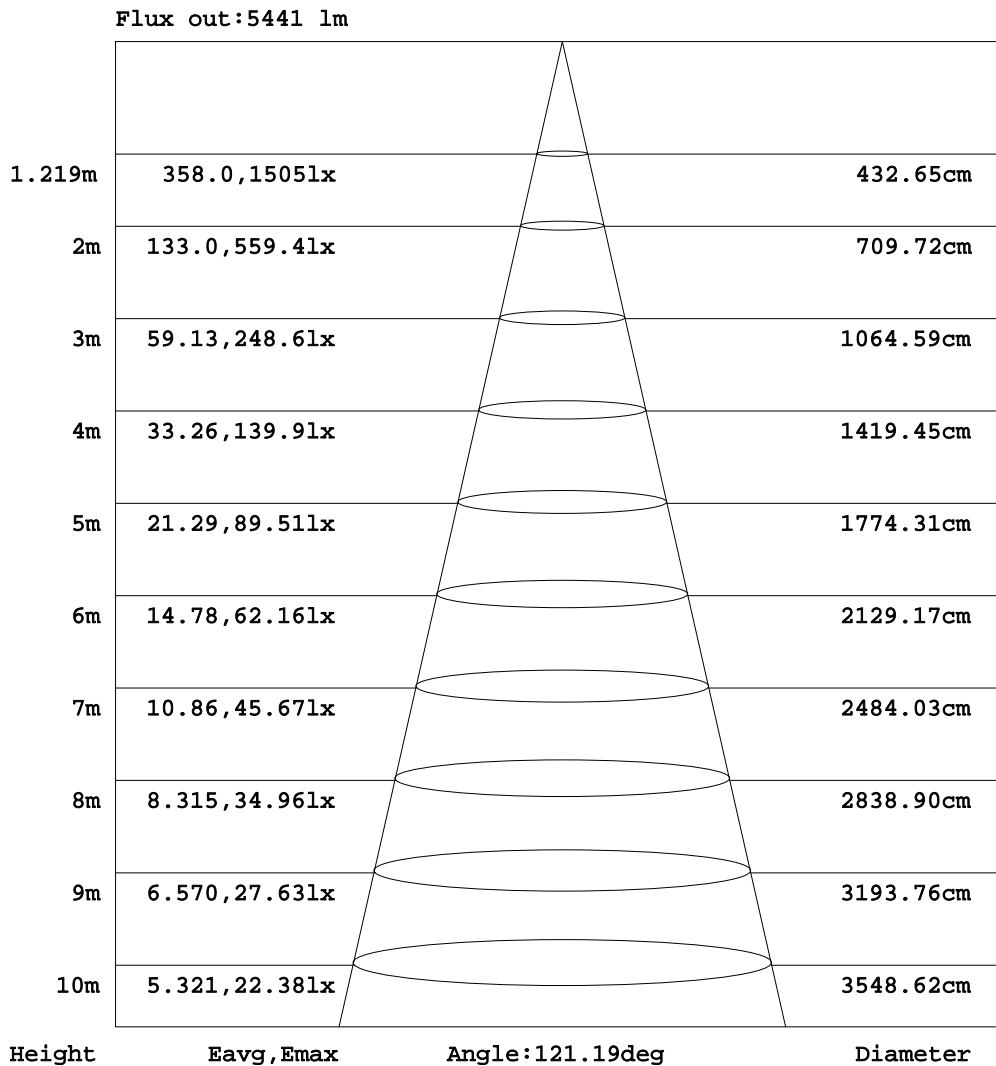 Flux out:5441 lm
1.219m 358.0,1505lx 432.65cm
2m 133.0,559.4lx 709.72cm
3m 59.13,248.6lx 1064.59cm
4m 33.26,139.9lx 1419.45cm
5m 21.29,89.51lx 1774.31cm
6m 14.78,62.16lx 2129.17cm
7m 10.86,45.67lx 2484.03cm
8m 8.315,34.96lx 2838.90cm
9m 6.570,27.63lx 3193.76cm
10m 5.321,22.38lx 3548.62cm
Height Eavg,Emax Angle:121.19deg Diameter